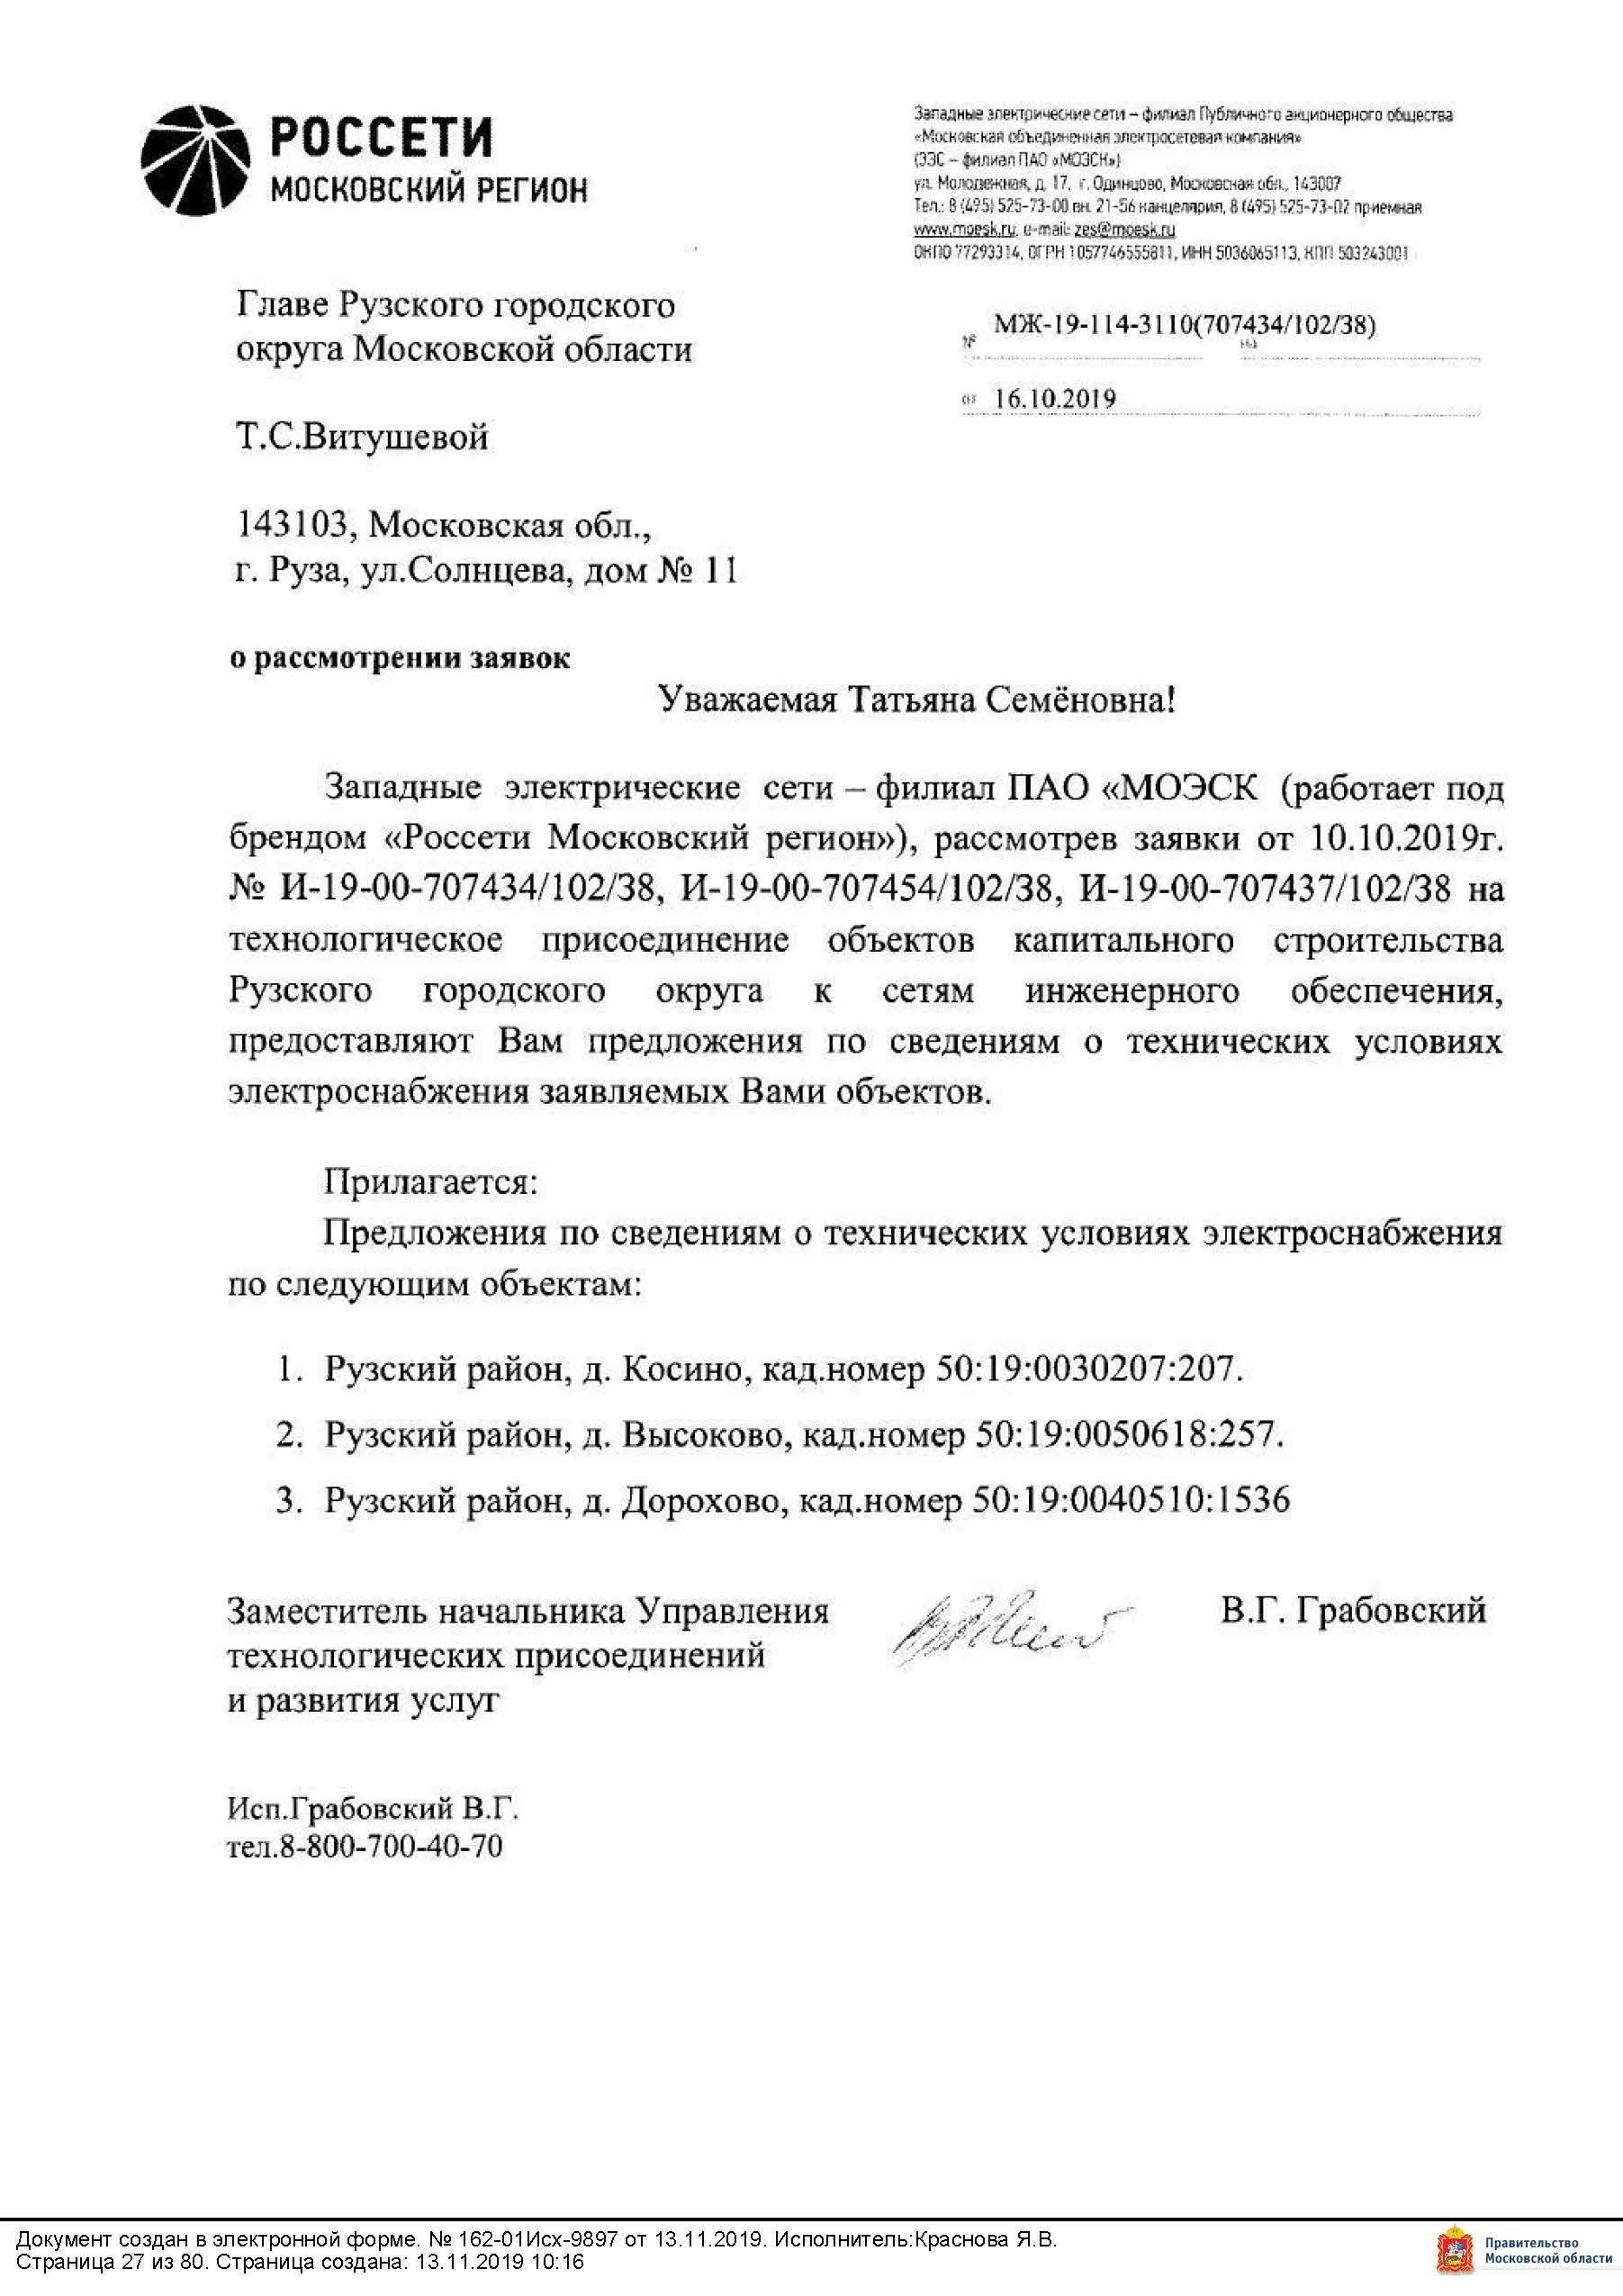 РОССЕТИ
МОСКОВСКИЙ РЕГИОН
Западные электрические сети – филиал Публичного акционерного общества
«Московская объединенная электросетевая компания»
(ЗЭС – филиал ПАО «МОЭСК»)
ул. Молодежная, д. 17, г. Одинцово, Московская обл., 143007
Тел.: 8 (495) 525-73-00 вн. 21-56 канцелярия, 8 (495) 525-73-02 приемная
www.moesk.ru, e-mail: zes@moesk.ru
ОКПО 77293314, ОГРН 1057746555811, ИНН 5036065113, КПП 503243001
Главе Рузского городского
округа Московской области
№ МЖ-19-114-3110(707434/102/38)
на
от 16.10.2019
Т.С.Витушевой
143103, Московская обл.,
г. Руза, ул.Солнцева, дом № 11
о рассмотрении заявок
Уважаемая Татьяна Семёновна!
Западные электрические сети – филиал ПАО «МОЭСК (работает под
брендом «Россети Московский регион»), рассмотрев заявки от 10.10.2019г.
№ И-19-00-707434/102/38, И-19-00-707454/102/38, И-19-00-707437/102/38 на
технологическое присоединение объектов капитального строительства
Рузского городского округа к сетям инженерного обеспечения,
предоставляют Вам предложения по сведениям о технических условиях
электроснабжения заявляемых Вами объектов.
Прилагается:
Предложения по сведениям о технических условиях электроснабжения
по следующим объектам:
1. Рузский район, д. Косино, кад.номер 50:19:0030207:207.
2. Рузский район, д. Высоково, кад.номер 50:19:0050618:257.
3. Рузский район, д. Дорохово, кад.номер 50:19:0040510:1536
Заместитель начальника Управления
технологических присоединений
и развития услуг
В.Г. Грабовский
Исп.Грабовский В.Г.
тел.8-800-700-40-70
Документ создан в электронной форме. № 162-01Исх-9897 от 13.11.2019. Исполнитель:Краснова Я.В.
Страница 27 из 80. Страница создана: 13.11.2019 10:16
Правительство
Московской области